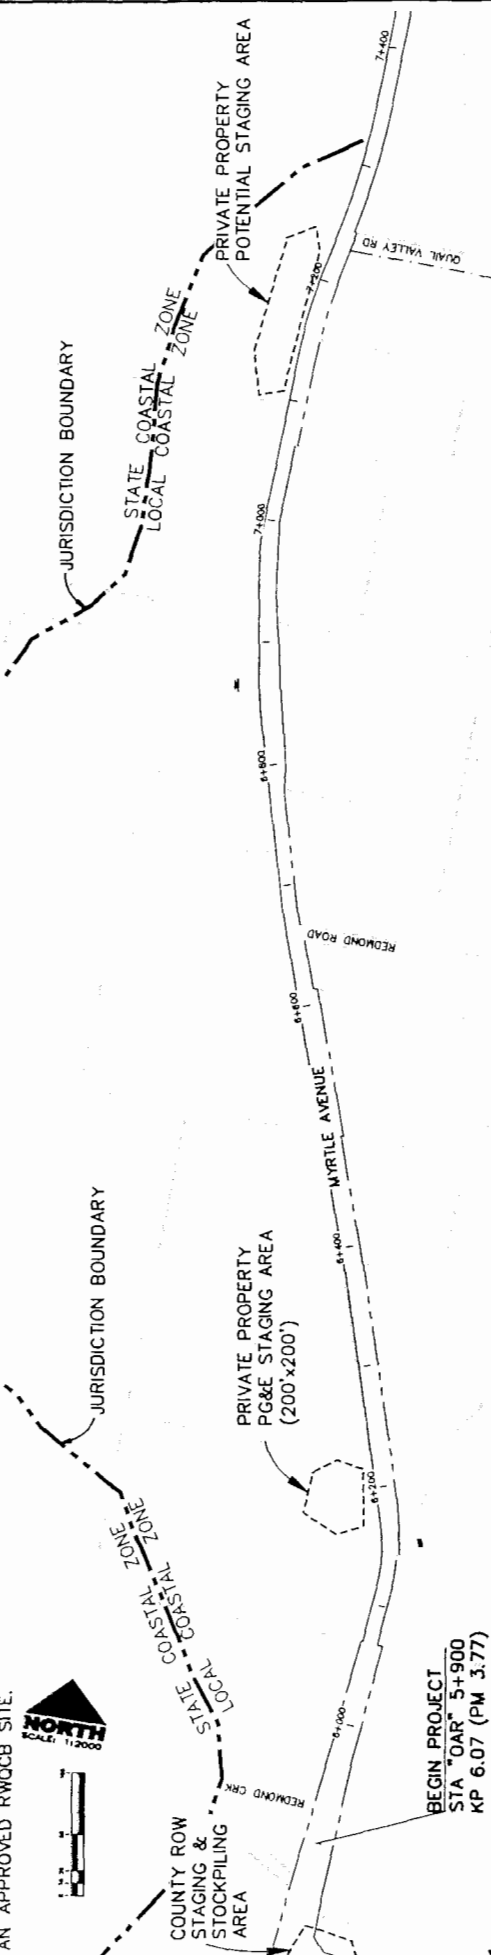 7+400
PRIVATE PROPERTY
POTENTIAL STAGING AREA
QUAIL VALLEY RD
7+200
STATE COASTAL ZONE
LOCAL COASTAL ZONE
JURISDICTION BOUNDARY
7+000
6+800
REDMOND ROAD
6+600
MYRTLE AVENUE
6+400
JURISDICTION BOUNDARY
PRIVATE PROPERTY
PG&E STAGING AREA
(200'x200')
6+200
STATE COASTAL ZONE
LOCAL COASTAL ZONE
6+000
REDMOND CRK
AN APPROVED RWQCB SITE.
NORTH
SCALE: 1:2000
COUNTY ROW
STAGING &
STOCKPILING
AREA
BEGIN PROJECT
STA "OAR" 5+900
KP 6.07 (PM 3.77)